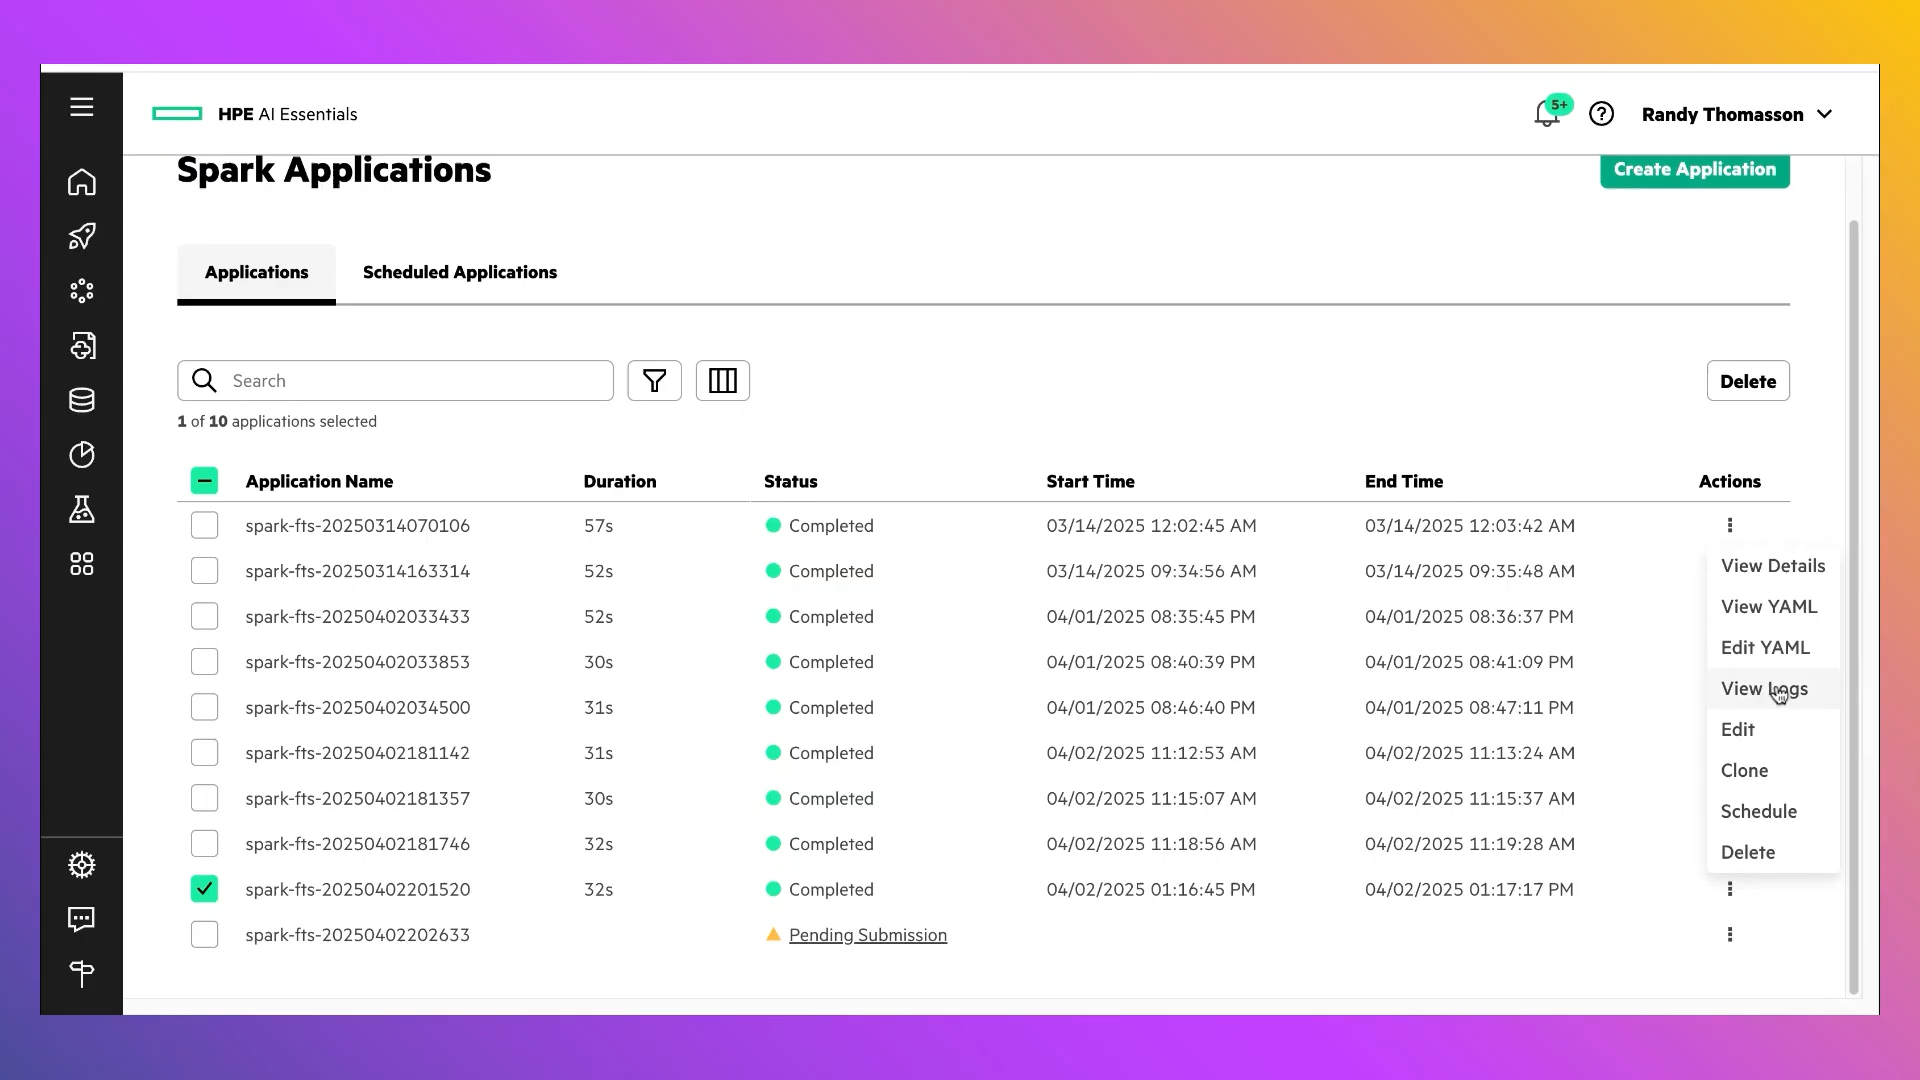 HPE AI Essentials
5+
Randy Thomasson
Spark Applications
Create Application
Applications
Scheduled Applications
Search
Delete
1 of 10 applications selected
Application Name Duration Status Start Time End Time Actions
spark-fts-20250314070106 57s Completed 03/14/2025 12:02:45 AM 03/14/2025 12:03:42 AM
spark-fts-20250314163314 52s Completed 03/14/2025 09:34:56 AM 03/14/2025 09:35:48 AM
spark-fts-20250402033433 52s Completed 04/01/2025 08:35:45 PM 04/01/2025 08:36:37 PM
spark-fts-20250402033853 30s Completed 04/01/2025 08:40:39 PM 04/01/2025 08:41:09 PM
spark-fts-20250402034500 31s Completed 04/01/2025 08:46:40 PM 04/01/2025 08:47:11 PM
spark-fts-20250402181142 31s Completed 04/02/2025 11:12:53 AM 04/02/2025 11:13:24 AM
spark-fts-20250402181357 30s Completed 04/02/2025 11:15:07 AM 04/02/2025 11:15:37 AM
spark-fts-20250402181746 32s Completed 04/02/2025 11:18:56 AM 04/02/2025 11:19:28 AM
spark-fts-20250402201520 32s Completed 04/02/2025 01:16:45 PM 04/02/2025 01:17:17 PM
spark-fts-20250402202633 Pending Submission
View Details
View YAML
Edit YAML
View Logs
Edit
Clone
Schedule
Delete